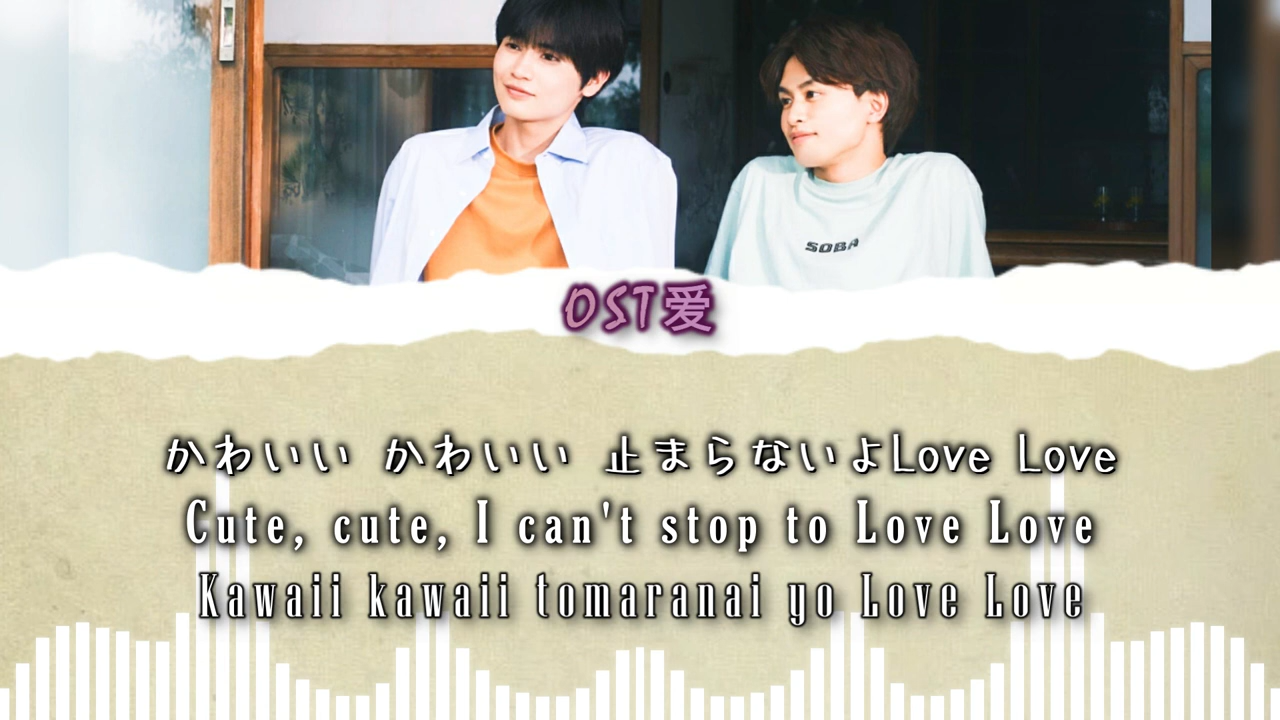 SOBA
OST爱
かわいい かわいい 止まらないよLove Love
Cute, cute, I can't stop to Love Love
Kawaii kawaii tomaranai yo Love Love